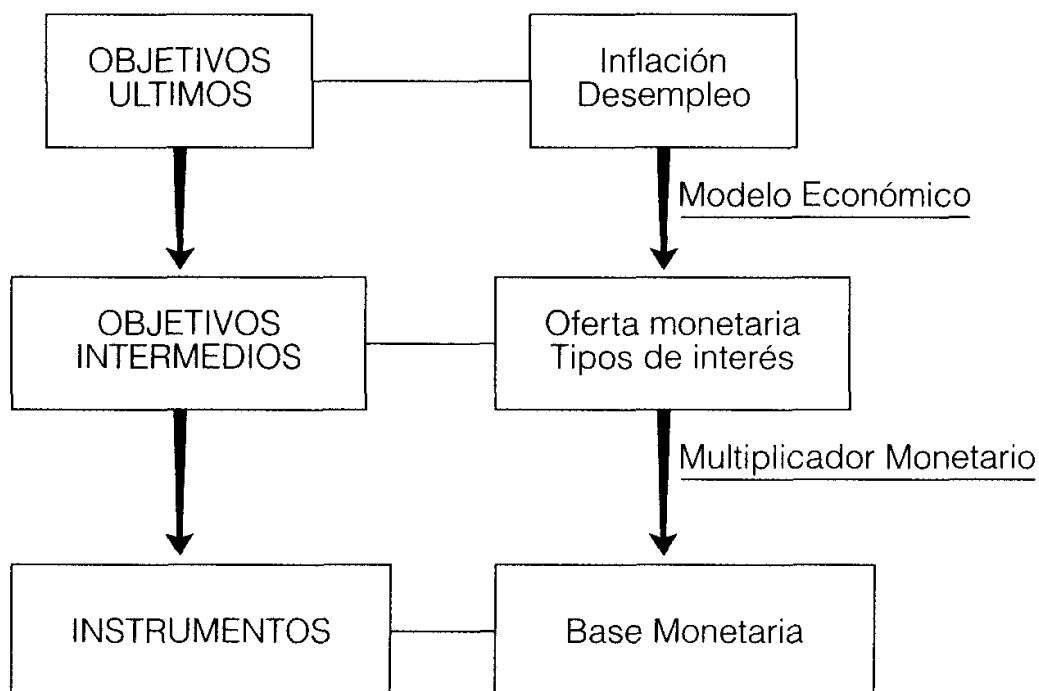 OBJETIVOS
ULTIMOS
Inflación
Desempleo
Modelo Económico
OBJETIVOS
INTERMEDIOS
Oferta monetaria
Tipos de interés
Multiplicador Monetario
INSTRUMENTOS
Base Monetaria